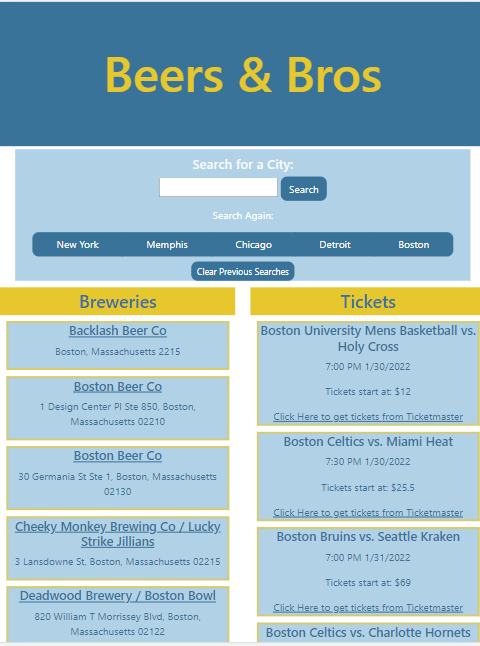 Beers & Bros
Search for a City:
Search
Search Again:
New York Memphis Chicago Detroit Boston
Clear Previous Searches
Breweries
Backlash Beer Co
Boston, Massachusetts 2215
Boston Beer Co
1 Design Center Pl Ste 850, Boston,
Massachusetts 02210
Boston Beer Co
30 Germania St Ste 1, Boston, Massachusetts
02130
Cheeky Monkey Brewing Co / Lucky
Strike Jillians
3 Lansdowne St, Boston, Massachusetts 02215
Deadwood Brewery / Boston Bowl
820 William T Morrissey Blvd, Boston,
Massachusetts 02122
Tickets
Boston University Mens Basketball vs.
Holy Cross
7:00 PM 1/30/2022
Tickets start at: $12
Click Here to get tickets from Ticketmaster
Boston Celtics vs. Miami Heat
7:30 PM 1/30/2022
Tickets start at: $25.5
Click Here to get tickets from Ticketmaster
Boston Bruins vs. Seattle Kraken
7:00 PM 1/31/2022
Tickets start at: $69
Click Here to get tickets from Ticketmaster
Boston Celtics vs. Charlotte Hornets